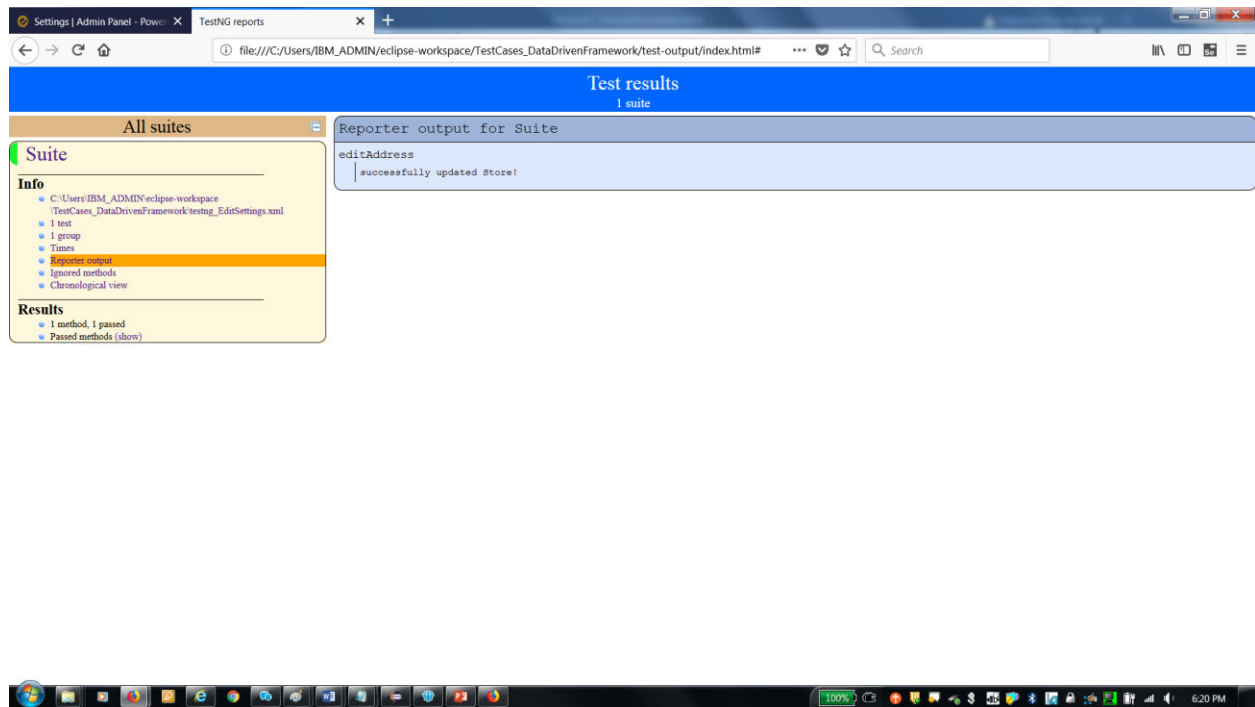 Settings | Admin Panel - Power
TestNG reports
file:///C:/Users/IBM_ADMIN/eclipse-workspace/TestCases_DataDrivenFramework/test-output/index.html#
Search
Se
Test results
1 suite
All suites
Suite
Info
C:\Users\IBM_ADMIN\eclipse-workspace
\TestCases_DataDrivenFramework\testng_EditSettings.xml
1 test
1 group
Times
Reporter output
Ignored methods
Chronological view
Results
1 method, 1 passed
Passed methods (show)
Reporter output for Suite
editAddress
successfully updated Store!
100%
6:20 PM